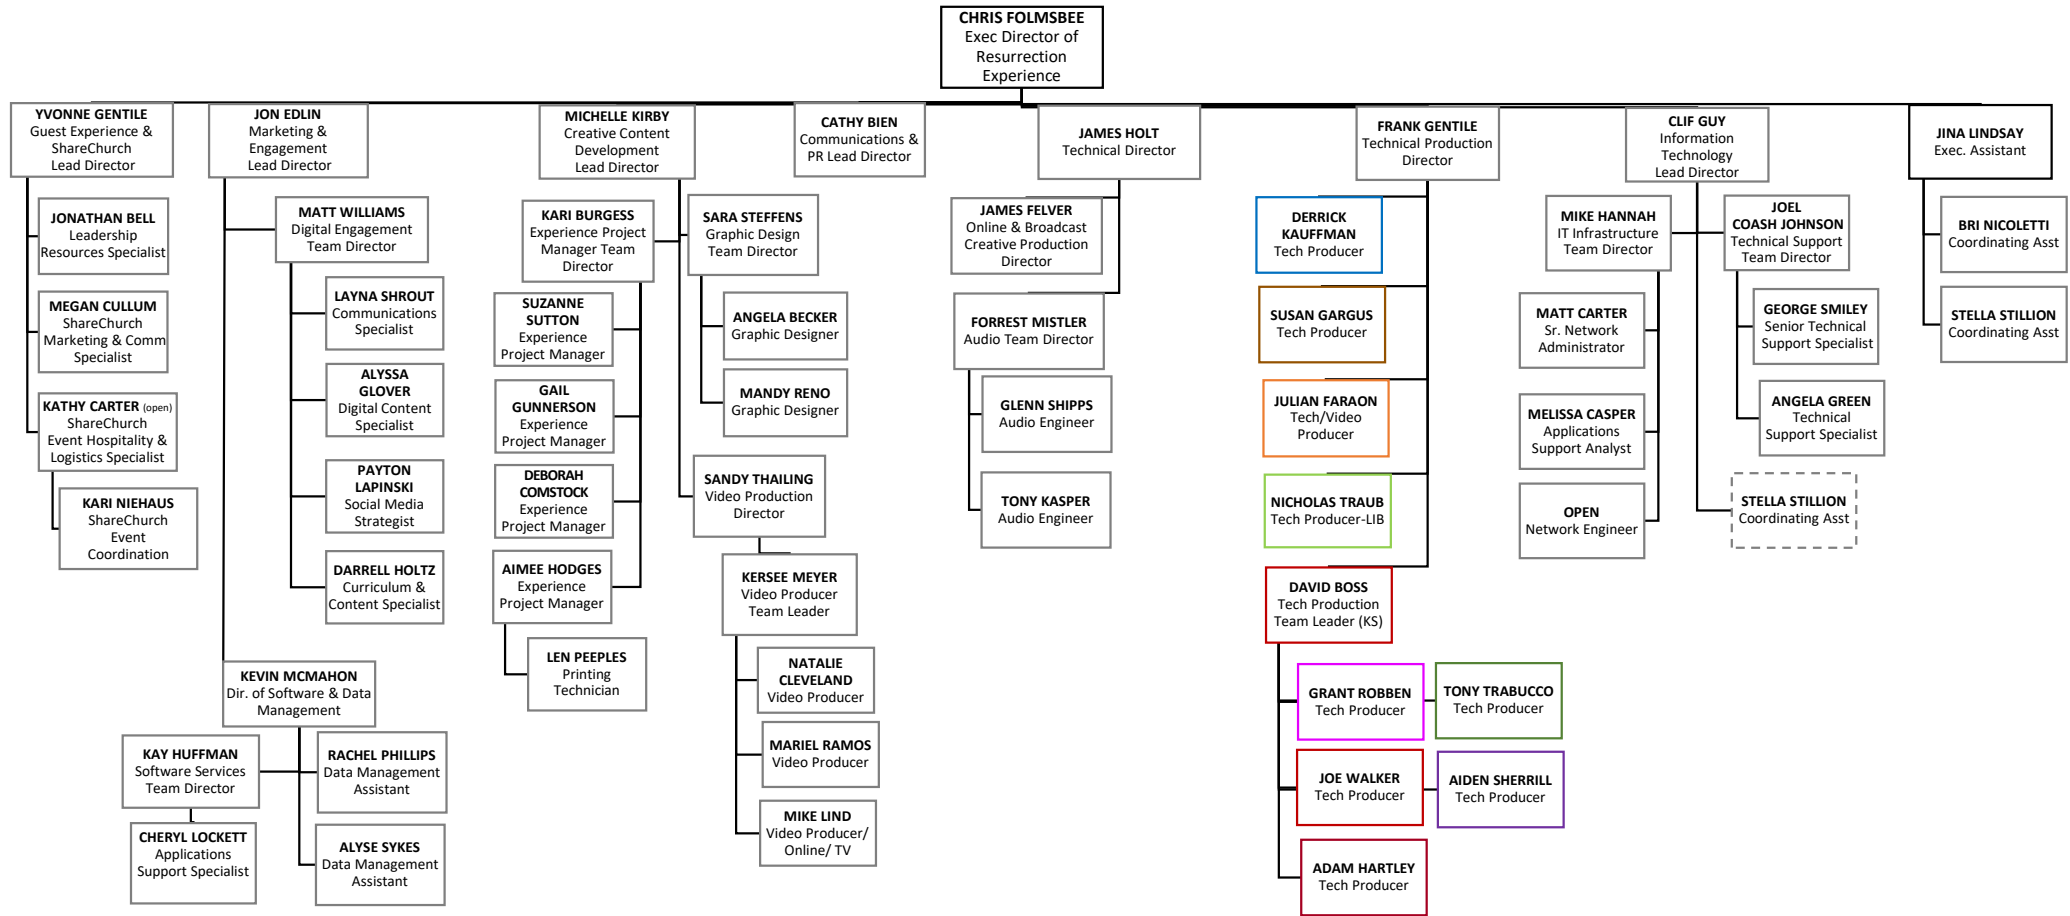 CHRIS FOLMSBEE
Exec Director of
Resurrection
Experience
YVONNE GENTILE
Guest Experience &
ShareChurch
Lead Director
JONATHAN BELL
Leadership
Resources Specialist
MEGAN CULLUM
ShareChurch
Marketing & Comm
Specialist
KATHY CARTER (open)
ShareChurch
Event Hospitality &
Logistics Specialist
KARI NIEHAUS
ShareChurch
Event
Coordination
JON EDLIN
Marketing &
Engagement
Lead Director
MATT WILLIAMS
Digital Engagement
Team Director
LAYNA SHROUT
Communications
Specialist
ALYSSA
GLOVER
Digital Content
Specialist
PAYTON
LAPINSKI
Social Media
Strategist
DARRELL HOLTZ
Curriculum &
Content Specialist
KEVIN MCMAHON
Dir. of Software & Data
Management
KAY HUFFMAN
Software Services
Team Director
CHERYL LOCKETT
Applications
Support Specialist
RACHEL PHILLIPS
Data Management
Assistant
ALYSE SYKES
Data Management
Assistant
MICHELLE KIRBY
Creative Content
Development
Lead Director
KARI BURGESS
Experience Project
Manager Team
Director
SUZANNE
SUTTON
Experience
Project Manager
GAIL
GUNNERSON
Experience
Project Manager
DEBORAH
COMSTOCK
Experience
Project Manager
AIMEE HODGES
Experience
Project Manager
LEN PEEPLES
Printing
Technician
SARA STEFFENS
Graphic Design
Team Director
ANGELA BECKER
Graphic Designer
MANDY RENO
Graphic Designer
SANDY THAILING
Video Production
Director
KERSEE MEYER
Video Producer
Team Leader
NATALIE
CLEVELAND
Video Producer
MARIEL RAMOS
Video Producer
MIKE LIND
Video Producer/
Online/ TV
CATHY BIEN
Communications &
PR Lead Director
JAMES HOLT
Technical Director
JAMES FELVER
Online & Broadcast
Creative Production
Director
FORREST MISTLER
Audio Team Director
GLENN SHIPPS
Audio Engineer
TONY KASPER
Audio Engineer
FRANK GENTILE
Technical Production
Director
DERRICK
KAUFFMAN
Tech Producer
SUSAN GARGUS
Tech Producer
JULIAN FARAON
Tech/Video
Producer
NICHOLAS TRAUB
Tech Producer-LIB
DAVID BOSS
Tech Production
Team Leader (KS)
GRANT ROBBEN
Tech Producer
TONY TRABUCCO
Tech Producer
JOE WALKER
Tech Producer
AIDEN SHERRILL
Tech Producer
ADAM HARTLEY
Tech Producer
CLIF GUY
Information
Technology
Lead Director
MIKE HANNAH
IT Infrastructure
Team Director
MATT CARTER
Sr. Network
Administrator
MELISSA CASPER
Applications
Support Analyst
OPEN
Network Engineer
JOEL
COASH JOHNSON
Technical Support
Team Director
GEORGE SMILEY
Senior Technical
Support Specialist
ANGELA GREEN
Technical
Support Specialist
STELLA STILLION
Coordinating Asst
JINA LINDSAY
Exec. Assistant
BRI NICOLETTI
Coordinating Asst
STELLA STILLION
Coordinating Asst